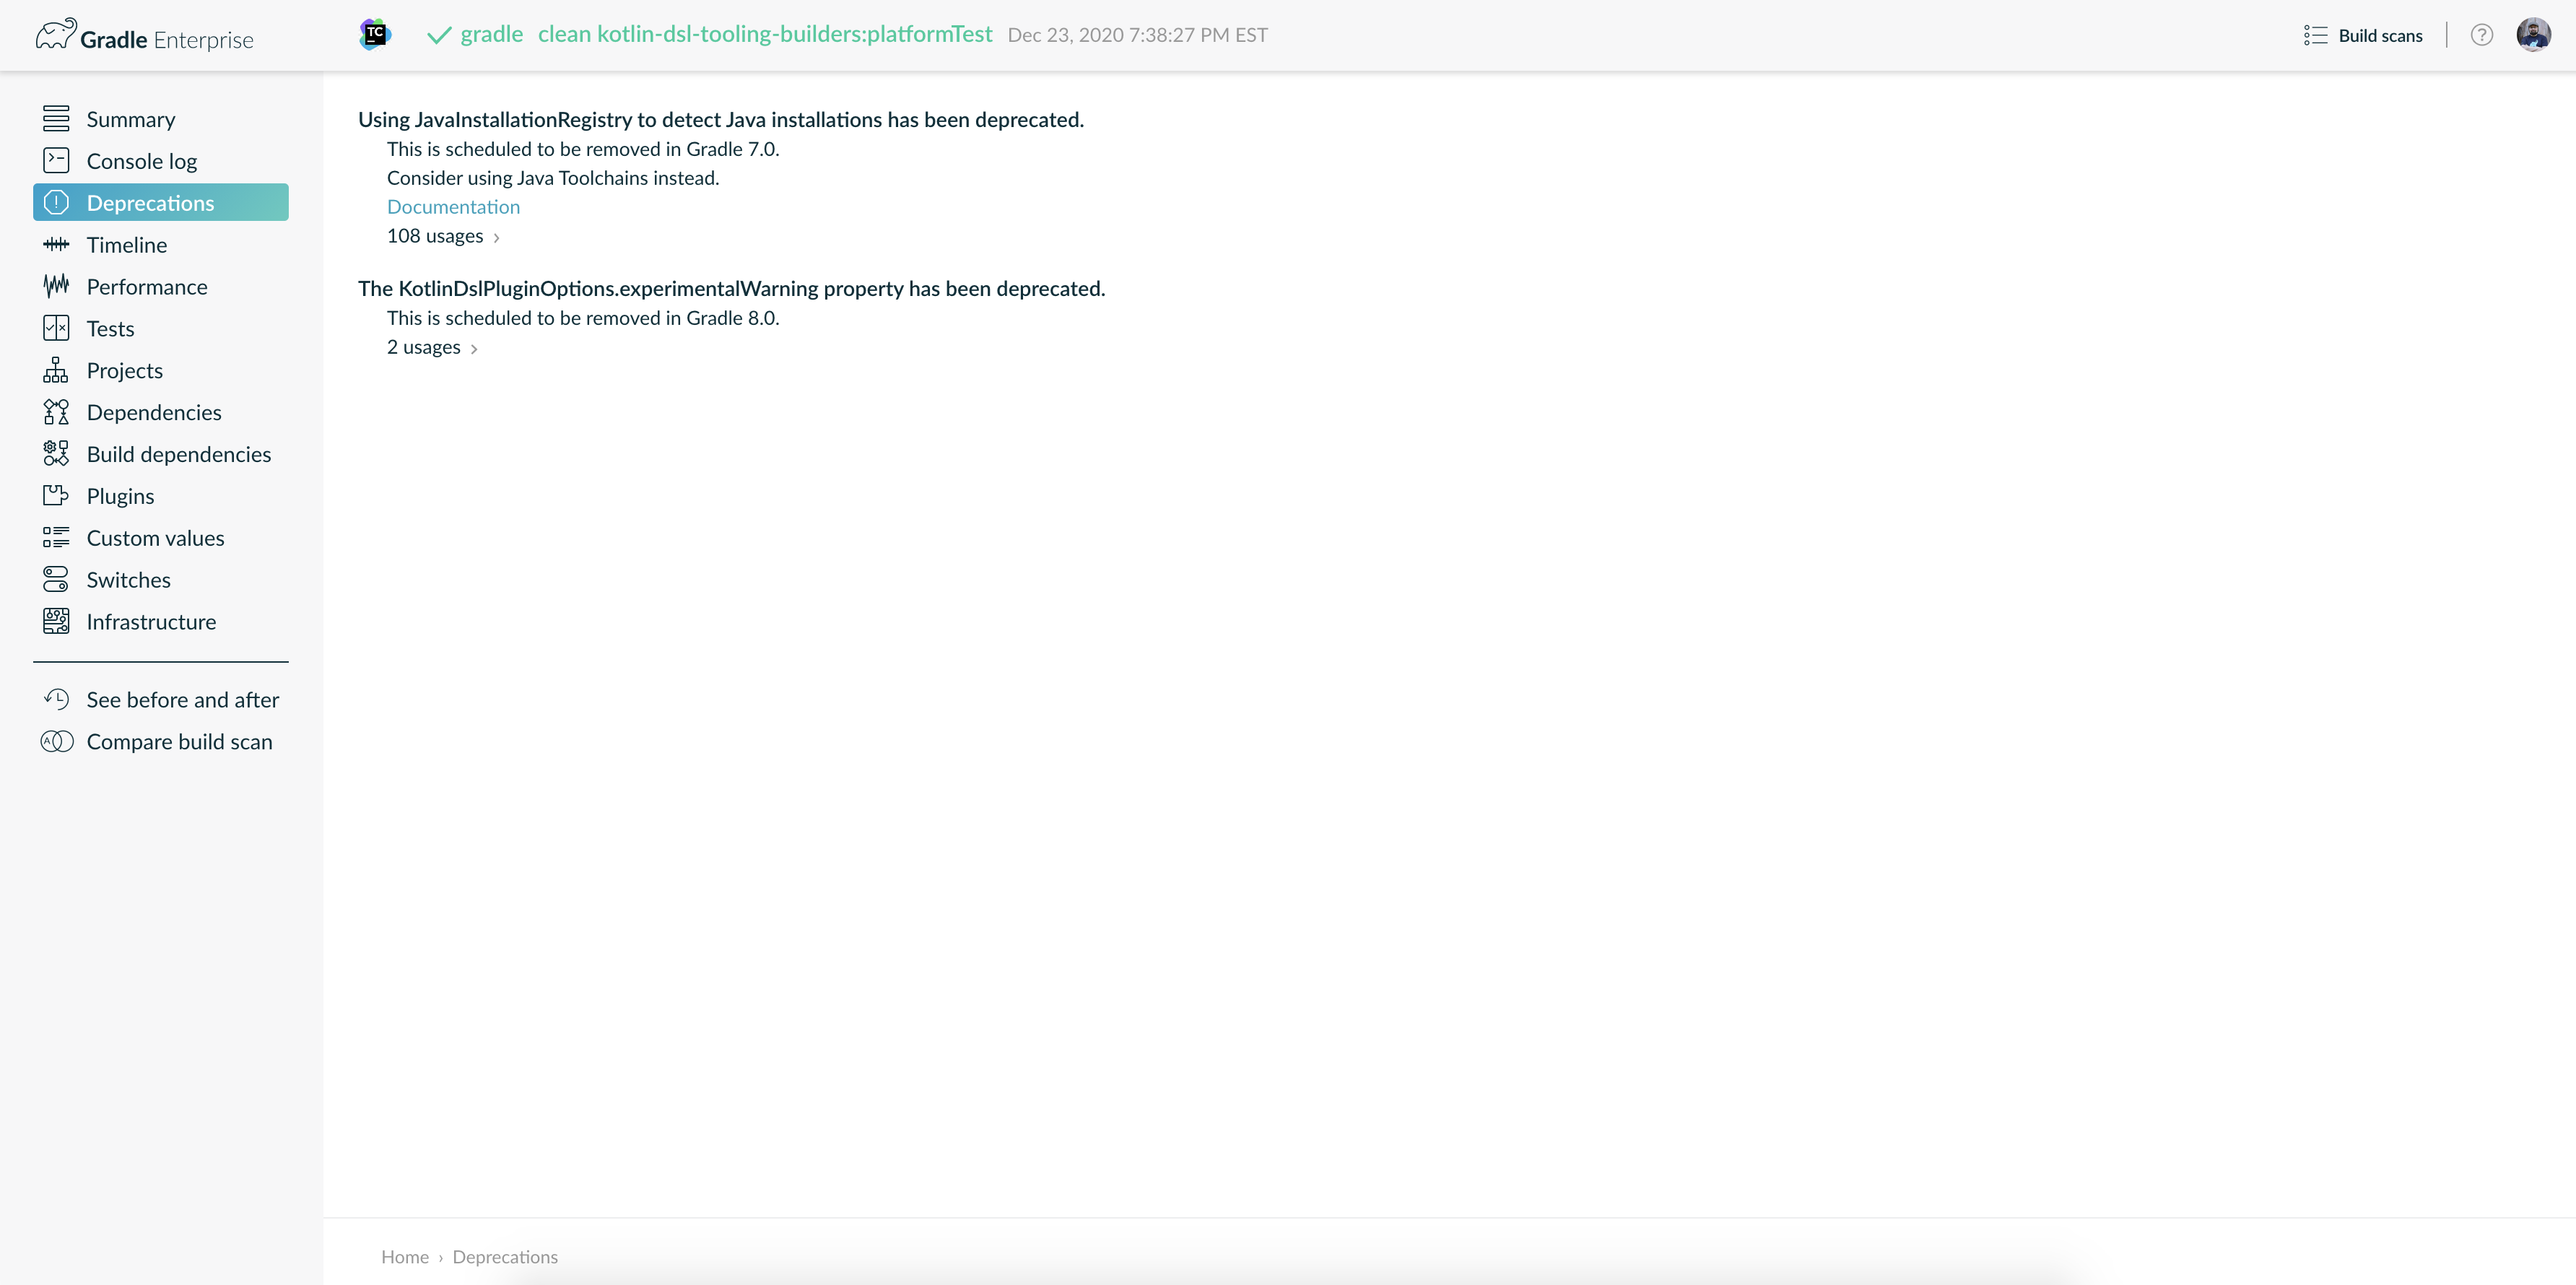 Gradle Enterprise
TC
gradle clean kotlin-dsl-tooling-builders:platformTest Dec 23, 2020 7:38:27 PM EST
Build scans
?
Summary
Console log
Deprecations
Timeline
Performance
Tests
Projects
Dependencies
Build dependencies
Plugins
Custom values
Switches
Infrastructure
See before and after
Compare build scan
Using JavaInstallationRegistry to detect Java installations has been deprecated.
This is scheduled to be removed in Gradle 7.0.
Consider using Java Toolchains instead.
Documentation
108 usages ›
The KotlinDslPluginOptions.experimentalWarning property has been deprecated.
This is scheduled to be removed in Gradle 8.0.
2 usages ›
Home › Deprecations